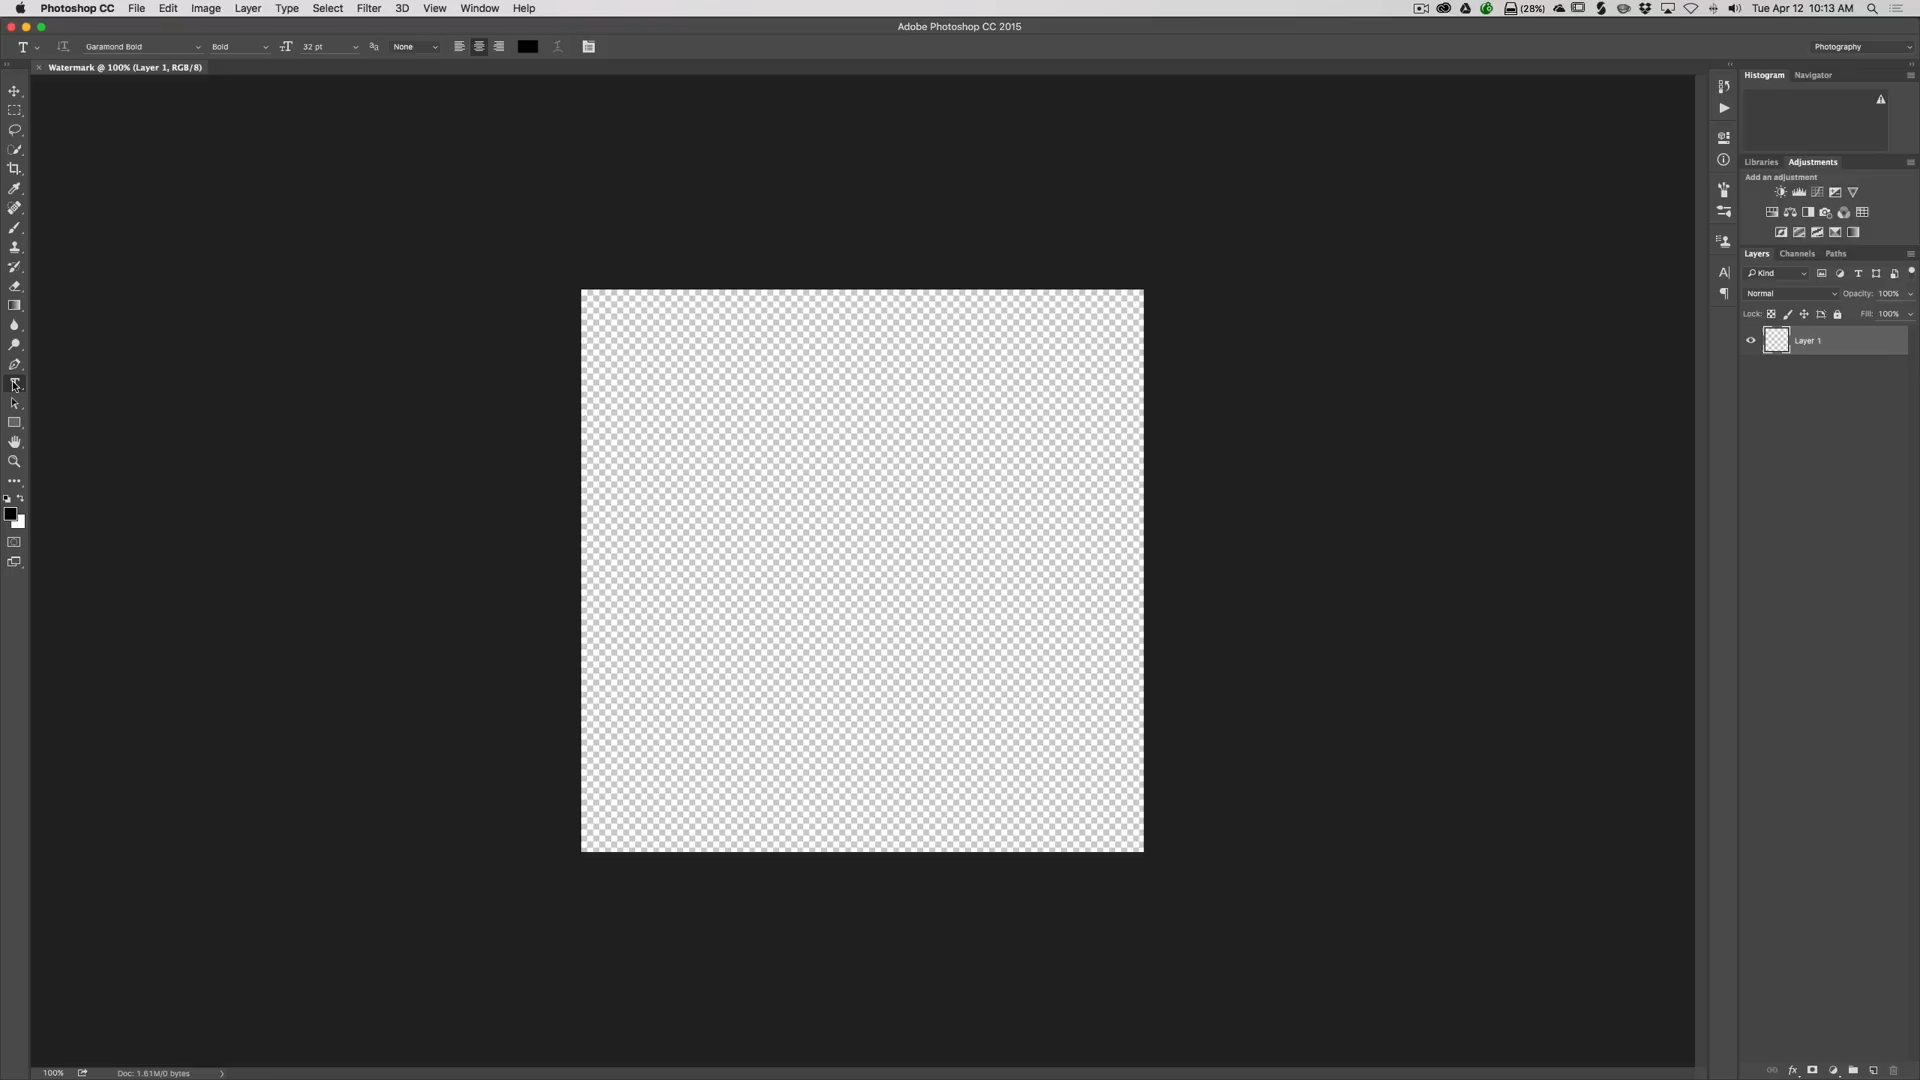 Photoshop CC File Edit Image Layer Type Select Filter 3D View Window Help (28%) Tue Apr 12 10:13 AM
Adobe Photoshop CC 2015
T Garamond Bold Bold 32 pt None Photography
Watermark @ 100% (Layer 1, RGB/8)
Histogram Navigator
Libraries Adjustments
Add an adjustment
Layers Channels Paths
Kind
Normal Opacity: 100%
Lock: Fill: 100%
Layer 1
100% Doc: 1.61M/0 bytes